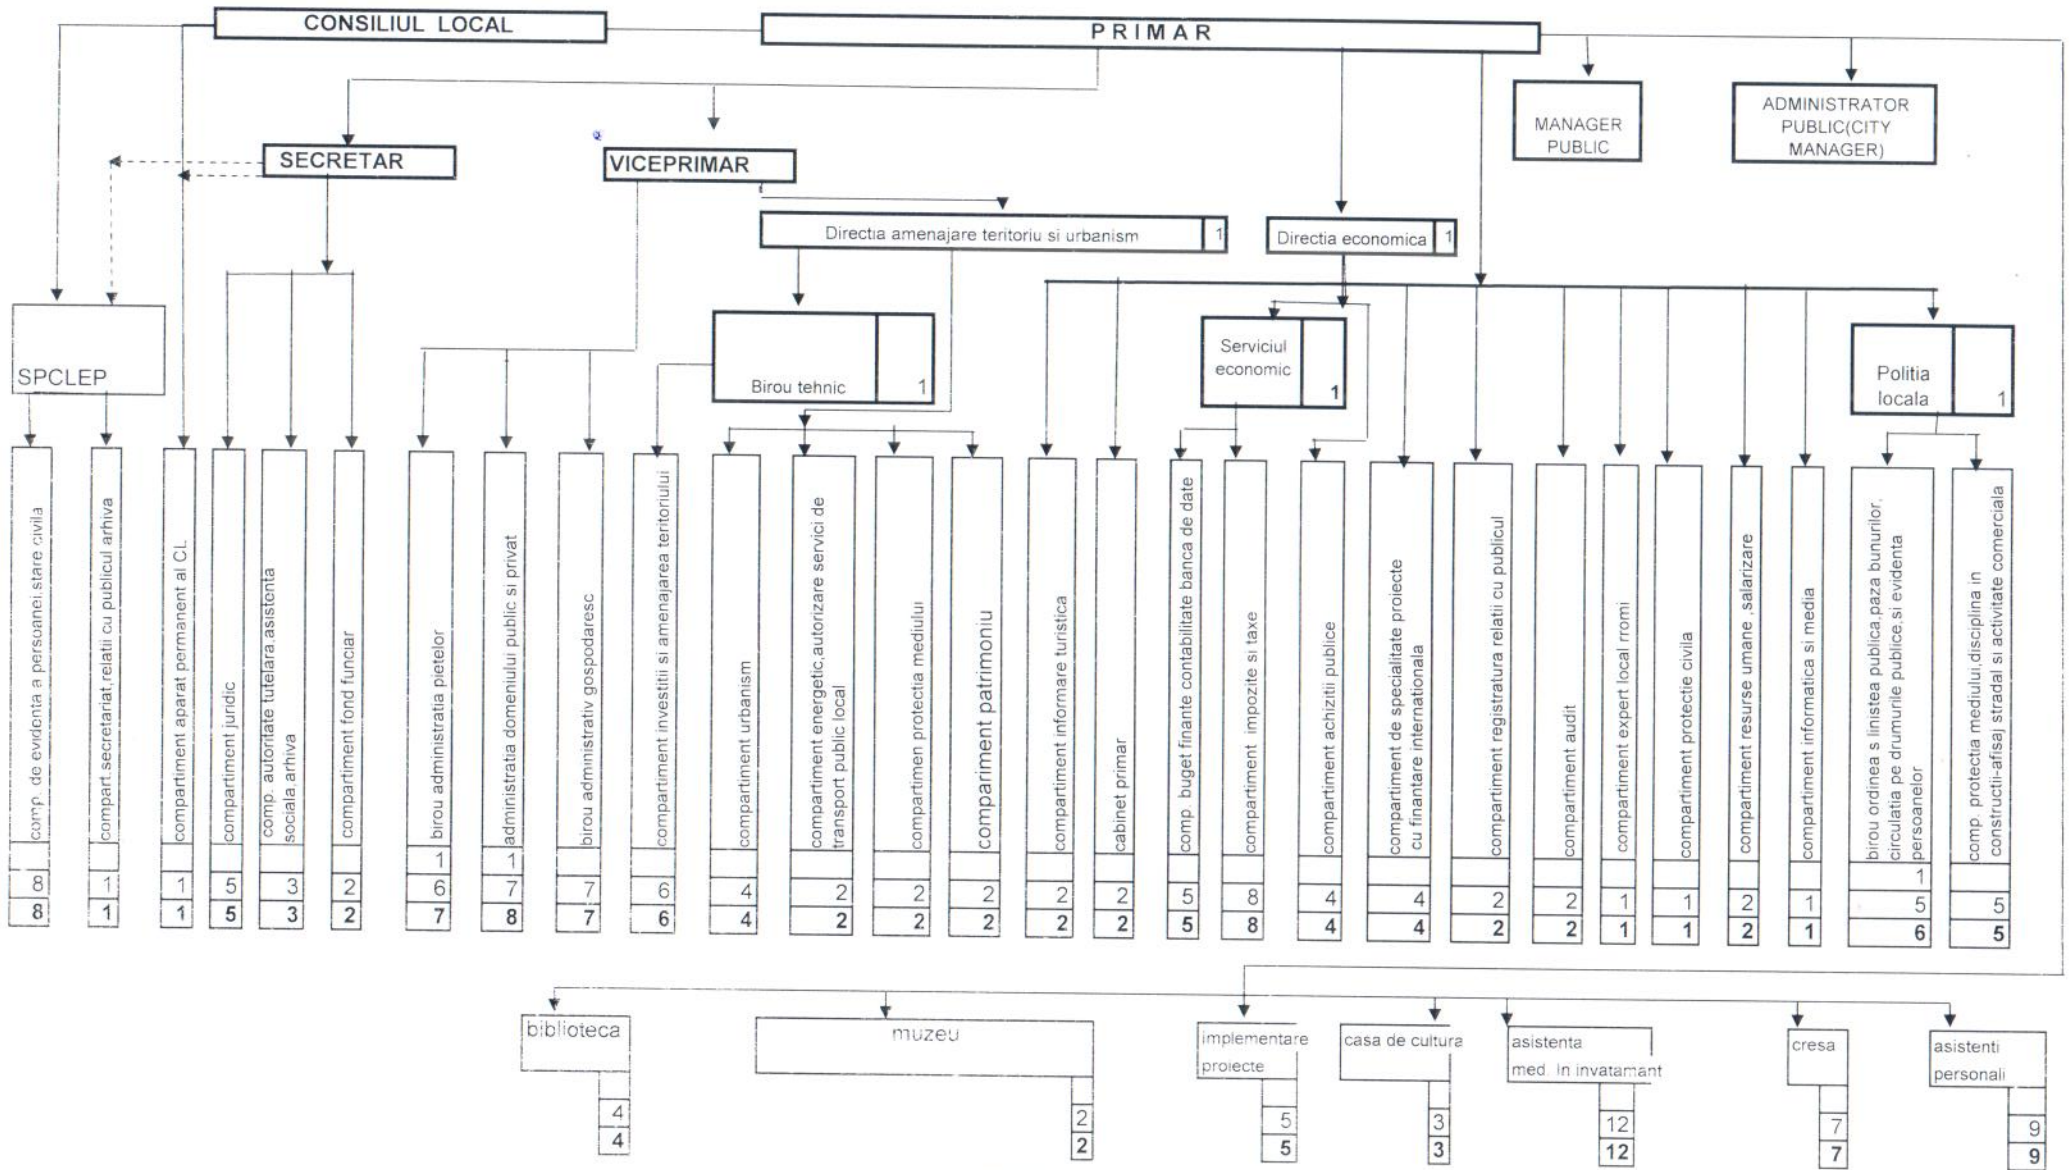 CONSILIUL LOCAL
PRIMAR
MANAGER
PUBLIC
ADMINISTRATOR
PUBLIC(CITY
MANAGER)
SECRETAR
VICEPRIMAR
Directia amenajare teritoriu si urbanism 1
Directia economica 1
SPCLEP
Birou tehnic 1
Serviciul
economic
1
Politia
locala 1
comp. de evidenta a persoanei.stare civila
8
8
compart.secretariat,relatii cu publicul arhiva
1
1
compartiment aparat permanent al CL
1
1
compartiment juridic
5
5
comp. autoritate tutelara,asistenta
sociala, arhiva
3
3
compartiment fond funciar
2
2
birou administratia pietelor
1
6
7
administratia domeniului public si privat
1
7
8
birou administrativ gospodaresc
7
7
compartiment investitii si amenajarea teritoriului
6
6
compartiment urbanism
4
4
compartiment energetic,autorizare servici de
transport public local
2
2
compartimen protectia mediului
2
2
compariment patrimoniu
2
2
compartiment informare turistica
2
2
cabinet primar
2
2
comp. buget finante contabilitate banca de date
5
5
compartiment impozite si taxe
8
8
compartiment achizitii publice
4
4
compartiment de specialitate proiecte
cu finantare internationala
4
4
compartiment registratura relatii cu publicul
2
2
compartiment audit
2
2
compartiment expert local rromi
1
1
compartiment protectie civila
1
1
compartiment resurse umane ,salarizare
2
2
compartiment informatica si media
1
1
birou ordinea s linistea publica,paza bunurilor,
circulatia pe drumurile publice,si evidenta
persoanelor
1
5
6
comp. protectia mediului,disciplina in
constructii-afisaj stradal si activitate comerciala
5
5
biblioteca
4
4
muzeu
2
2
implementare
proiecte
5
5
casa de cultura
3
3
asistenta
med. In invatamant
12
12
cresa
7
7
asistenti
personali
9
9